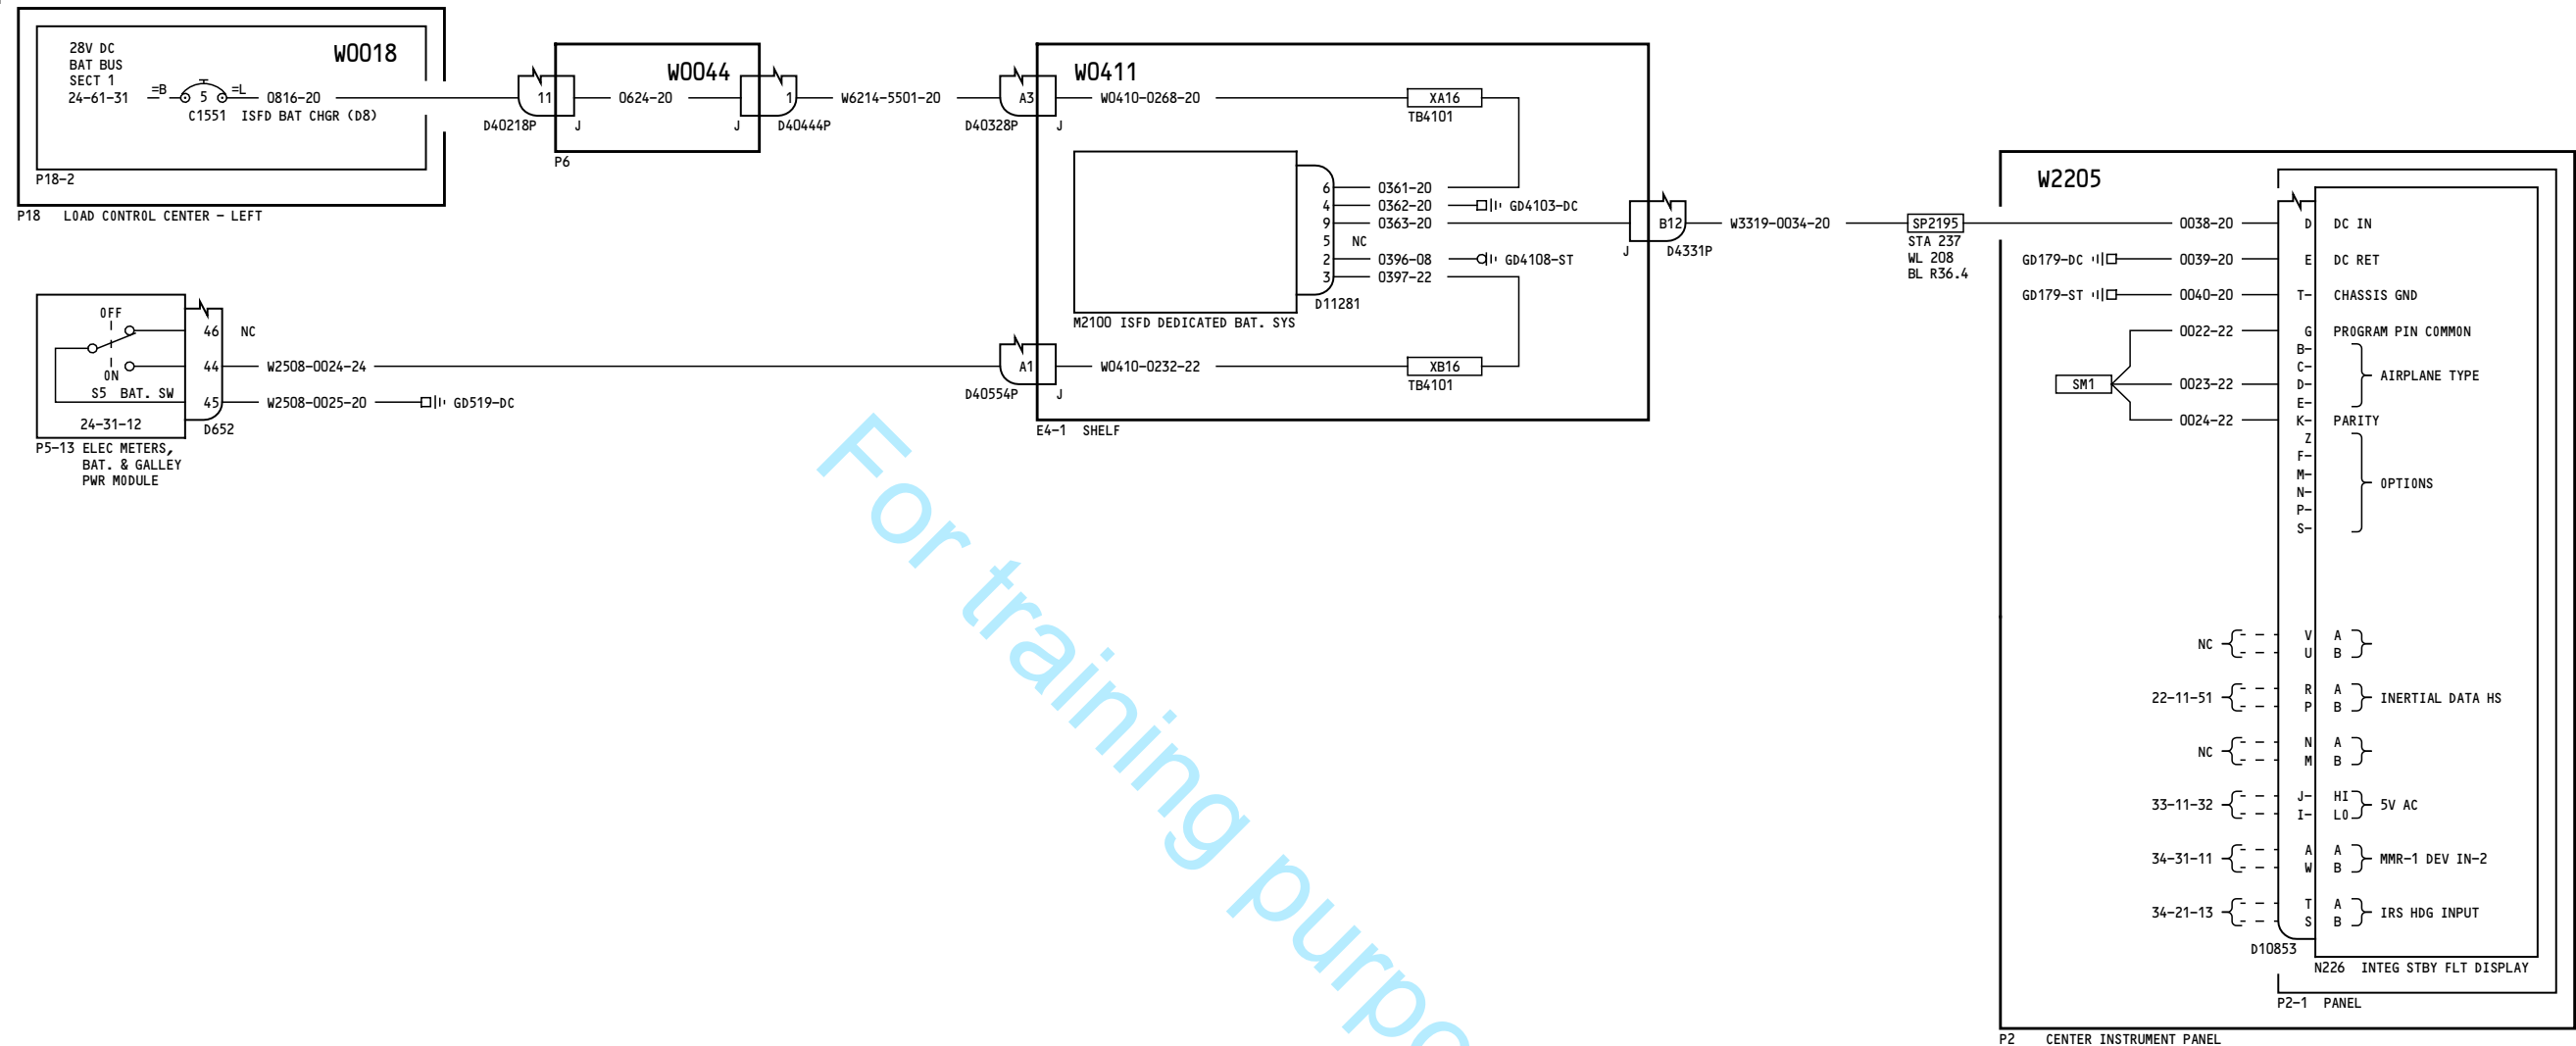 28V DC
BAT BUS
SECT 1
24-61-31
=B
5
=L
0816-20
C1551 ISFD BAT CHGR (D8)
W0018
P18-2
P18 LOAD CONTROL CENTER - LEFT
11
D40218P
J
0624-20
W0044
P6
1
J
D40444P
W6214-5501-20
A3
D40328P
J
W0411
W0410-0268-20
XA16
TB4101
6
0361-20
4
0362-20
GD4103-DC
9
0363-20
5
NC
2
0396-08
GD4108-ST
3
0397-22
D11281
M2100 ISFD DEDICATED BAT. SYS
J
B12
D4331P
W3319-0034-20
SP2195
STA 237
WL 208
BL R36.4
OFF
ON
S5 BAT. SW
24-31-12
P5-13 ELEC METERS,
BAT. & GALLEY
PWR MODULE
46
NC
44
W2508-0024-24
45
W2508-0025-20
GD519-DC
D652
A1
D40554P
J
W0410-0232-22
XB16
TB4101
E4-1 SHELF
W2205
0038-20
D
DC IN
GD179-DC
0039-20
E
DC RET
GD179-ST
0040-20
T-
CHASSIS GND
0022-22
G
PROGRAM PIN COMMON
B-
C-
AIRPLANE TYPE
SM1
0023-22
D-
E-
0024-22
K-
PARITY
Z
F-
M-
OPTIONS
N-
P-
S-
NC
V A
U B
22-11-51
R A
P B
INERTIAL DATA HS
NC
N A
M B
33-11-32
J- HI
I- LO
5V AC
34-31-11
A A
W B
MMR-1 DEV IN-2
34-21-13
T A
S B
IRS HDG INPUT
D10853
N226 INTEG STBY FLT DISPLAY
P2-1 PANEL
P2 CENTER INSTRUMENT PANEL
For training purpo